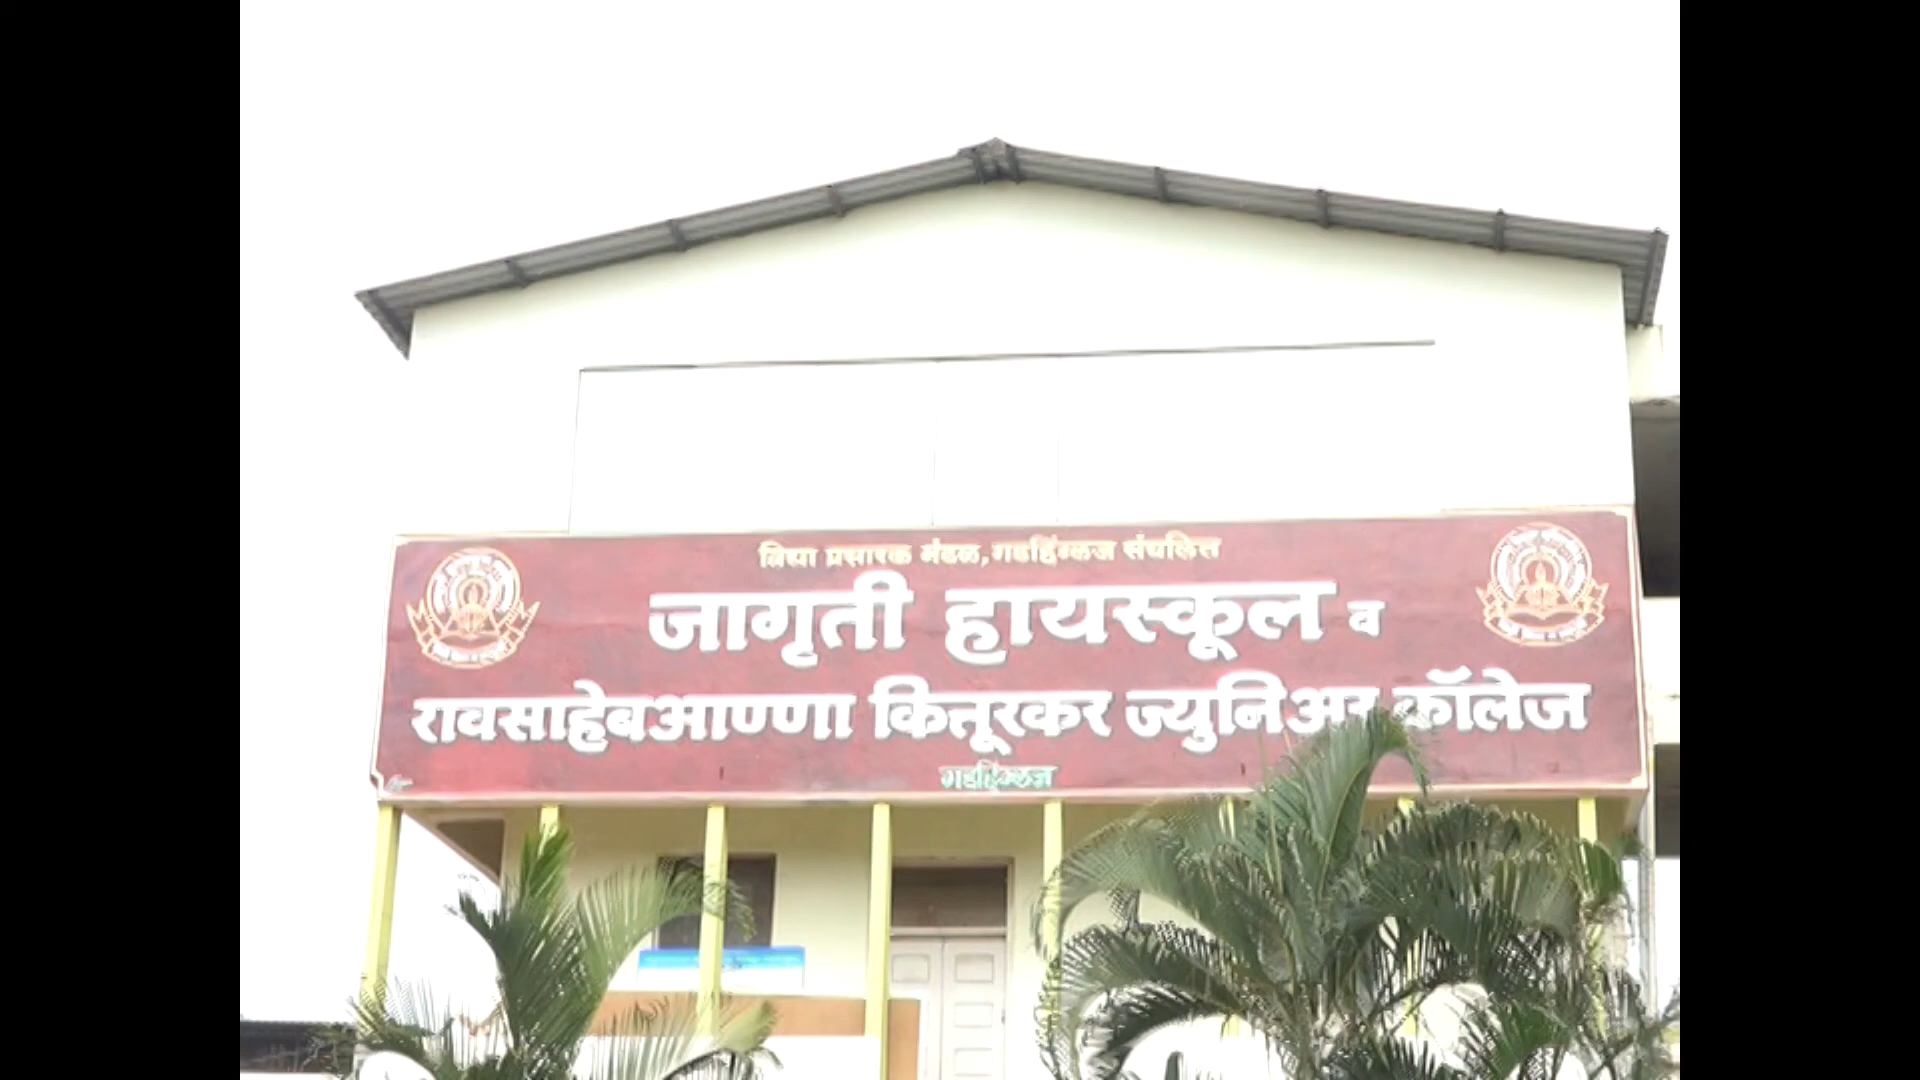 विद्या प्रसारक मंडळ, गडहिंग्लज संचलित
जागृती हायस्कूल व
रावसाहेबआण्णा कित्तूरकर ज्युनिअर कॉलेज
गडहिंग्लज